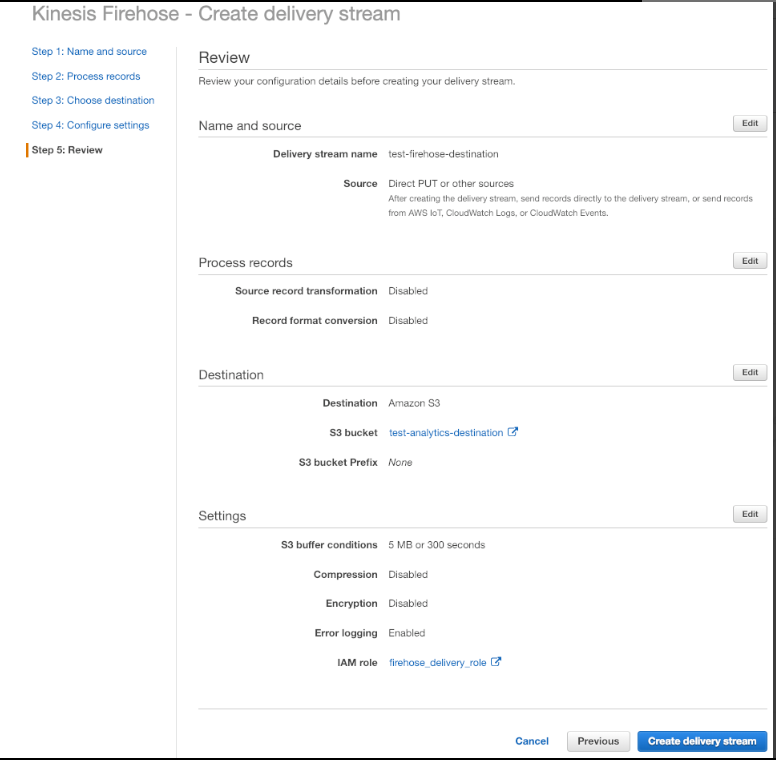 Kinesis Firehose - Create delivery stream
Step 1: Name and source
Step 2: Process records
Step 3: Choose destination
Step 4: Configure settings
Step 5: Review
Review
Review your configuration details before creating your delivery stream.
Name and source
Edit
Delivery stream name test-firehose-destination
Source Direct PUT or other sources
After creating the delivery stream, send records directly to the delivery stream, or send records
from AWS IoT, CloudWatch Logs, or CloudWatch Events.
Process records
Edit
Source record transformation Disabled
Record format conversion Disabled
Destination
Edit
Destination Amazon S3
S3 bucket test-analytics-destination
S3 bucket Prefix None
Settings
Edit
S3 buffer conditions 5 MB or 300 seconds
Compression Disabled
Encryption Disabled
Error logging Enabled
IAM role firehose_delivery_role
Cancel Previous Create delivery stream